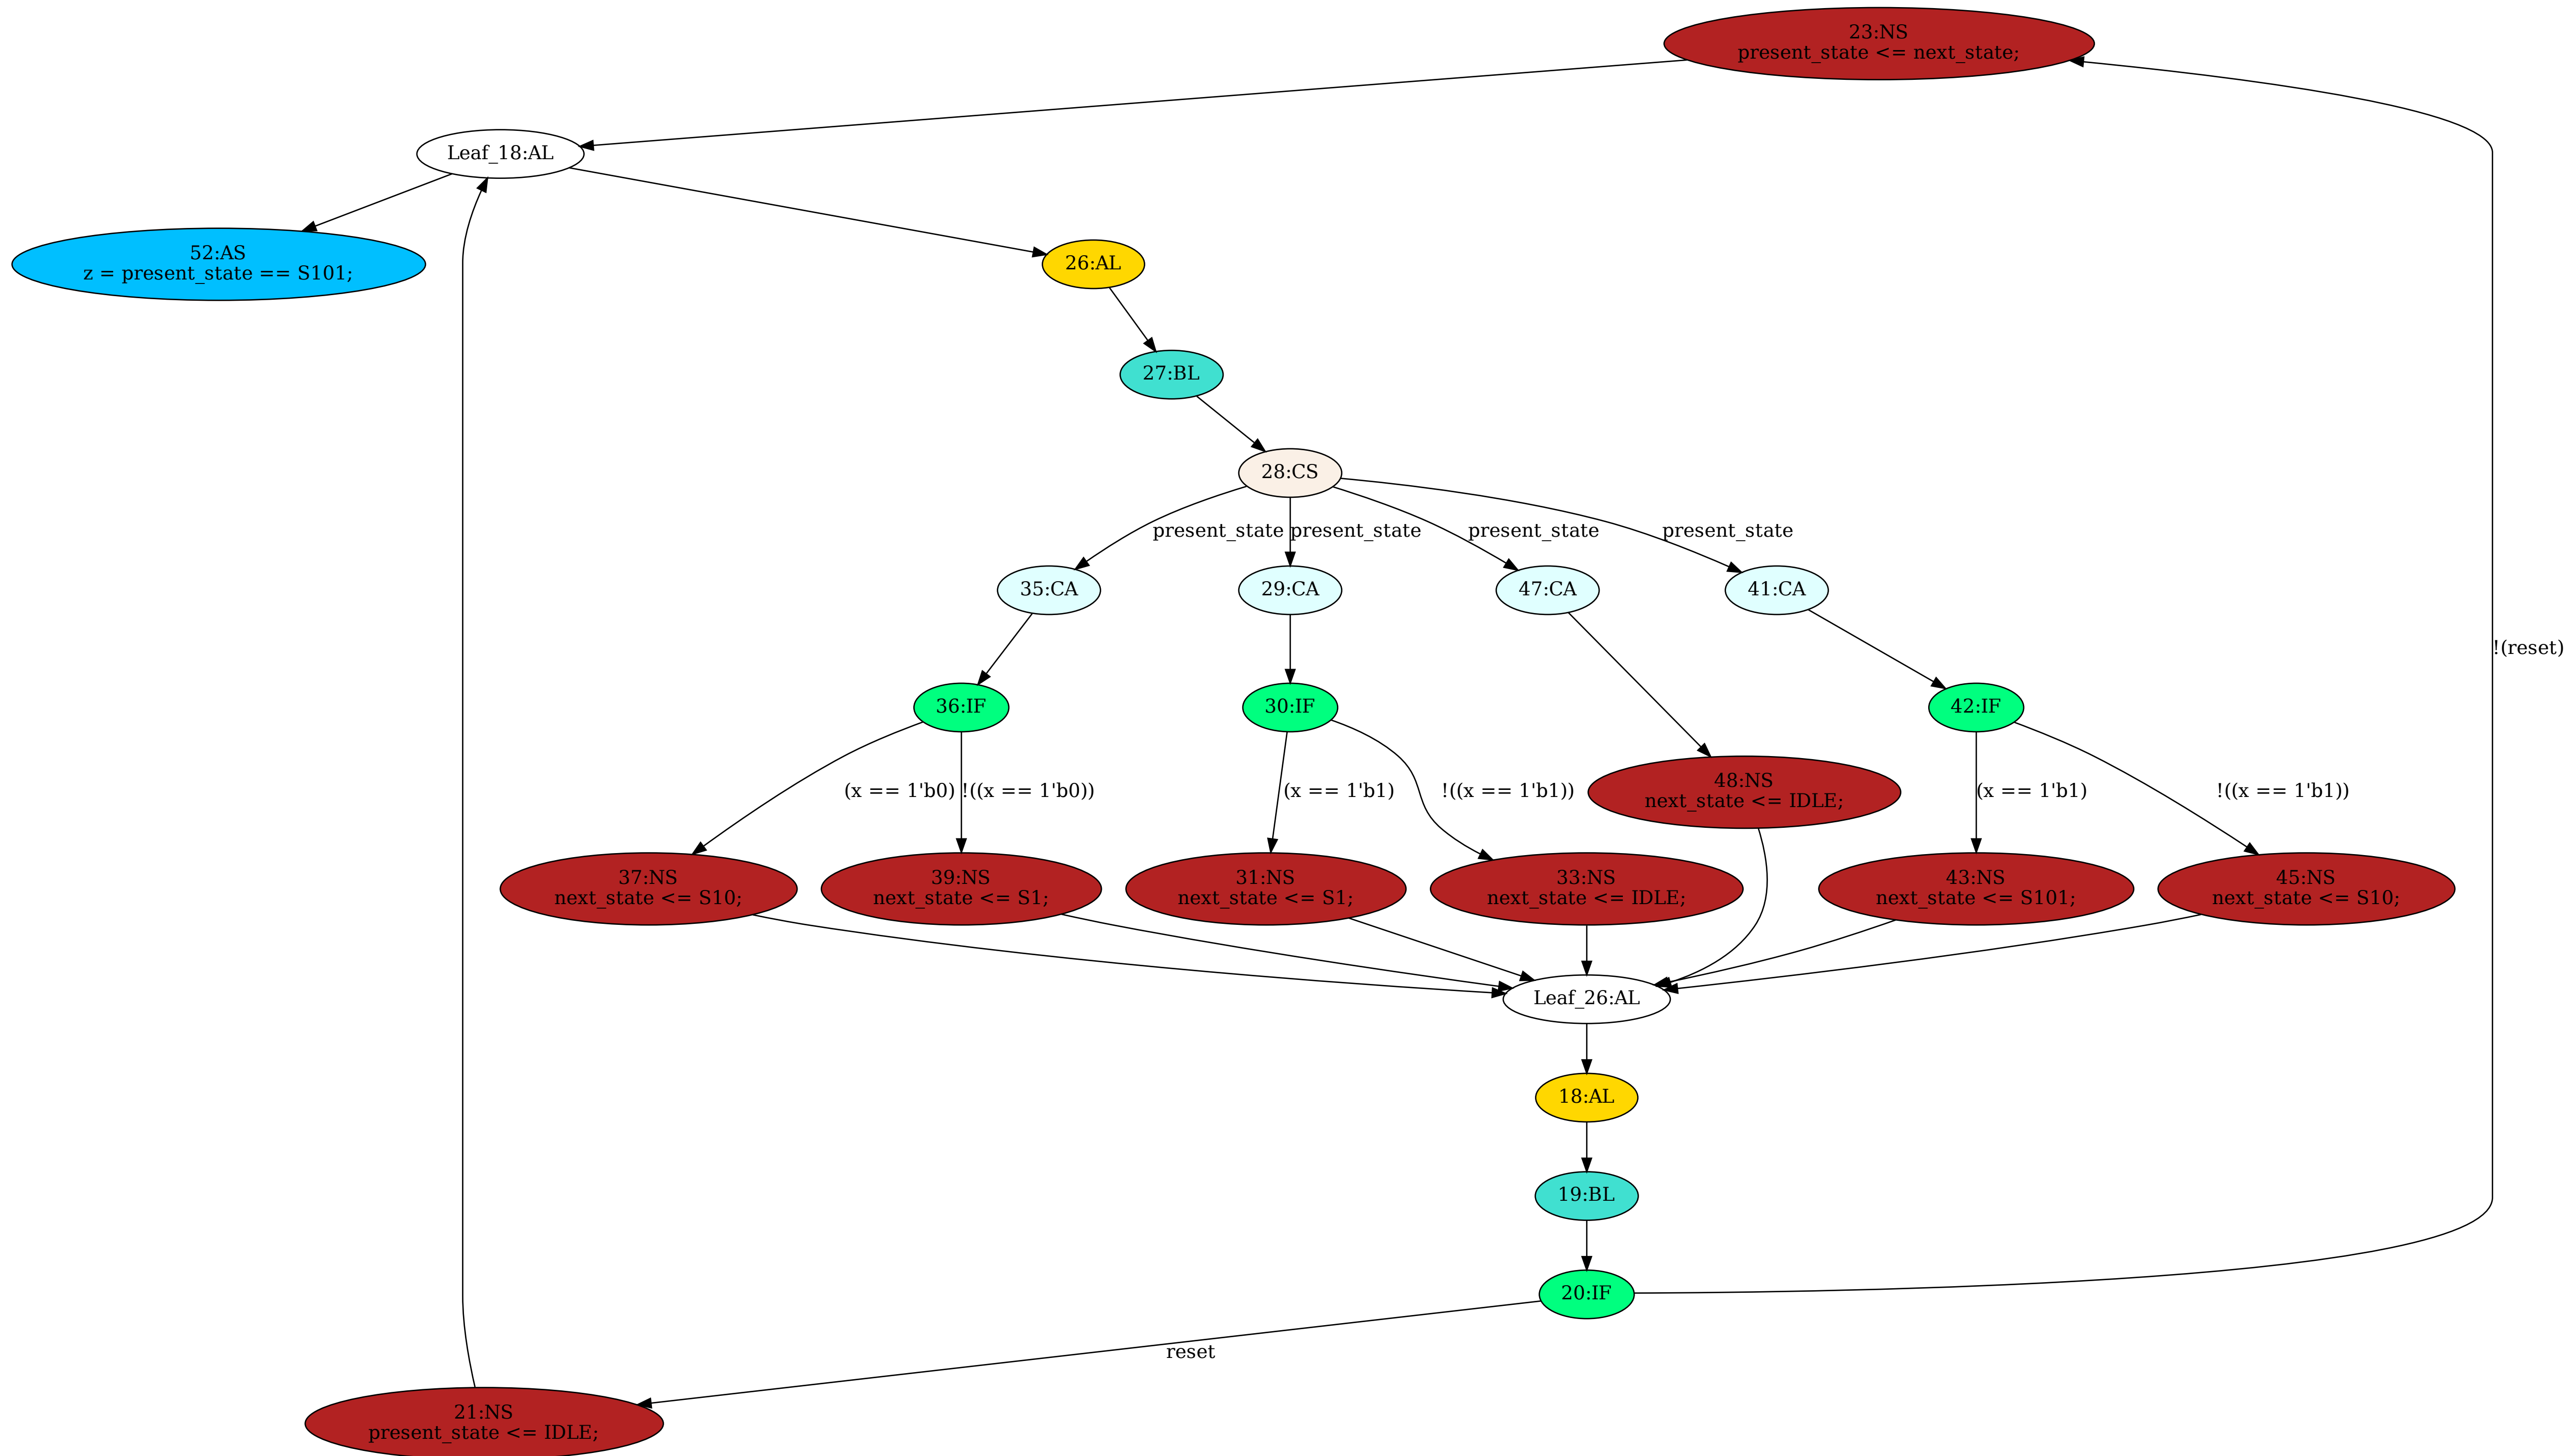 23:NS
present_state <= next_state;
Leaf_18:AL
52:AS
z = present_state == S101;
26:AL
27:BL
28:CS
present_state
present_state
present_state
present_state
35:CA
29:CA
47:CA
41:CA
!(reset)
36:IF
30:IF
42:IF
(x == 1'b0)
!((x == 1'b0))
(x == 1'b1)
!((x == 1'b1))
48:NS
next_state <= IDLE;
(x == 1'b1)
!((x == 1'b1))
37:NS
next_state <= S10;
39:NS
next_state <= S1;
31:NS
next_state <= S1;
33:NS
next_state <= IDLE;
43:NS
next_state <= S101;
45:NS
next_state <= S10;
Leaf_26:AL
18:AL
19:BL
20:IF
reset
21:NS
present_state <= IDLE;